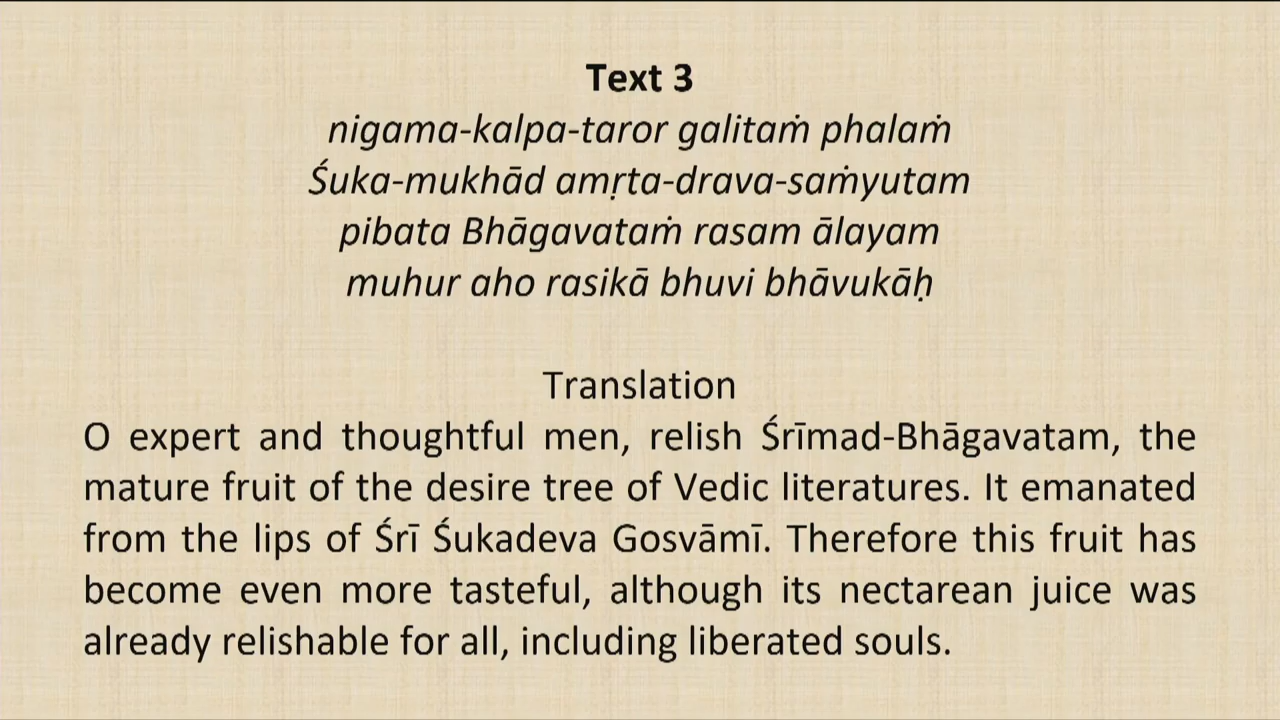 Text 3
nigama-kalpa-taror galitaṁ phalaṁ
Śuka-mukhād amṛta-drava-saṁyutam
pibata Bhāgavataṁ rasam ālayam
muhur aho rasikā bhuvi bhāvukāḥ
Translation
O expert and thoughtful men, relish Śrīmad-Bhāgavatam, the
mature fruit of the desire tree of Vedic literatures. It emanated
from the lips of Śrī Śukadeva Gosvāmī. Therefore this fruit has
become even more tasteful, although its nectarean juice was
already relishable for all, including liberated souls.